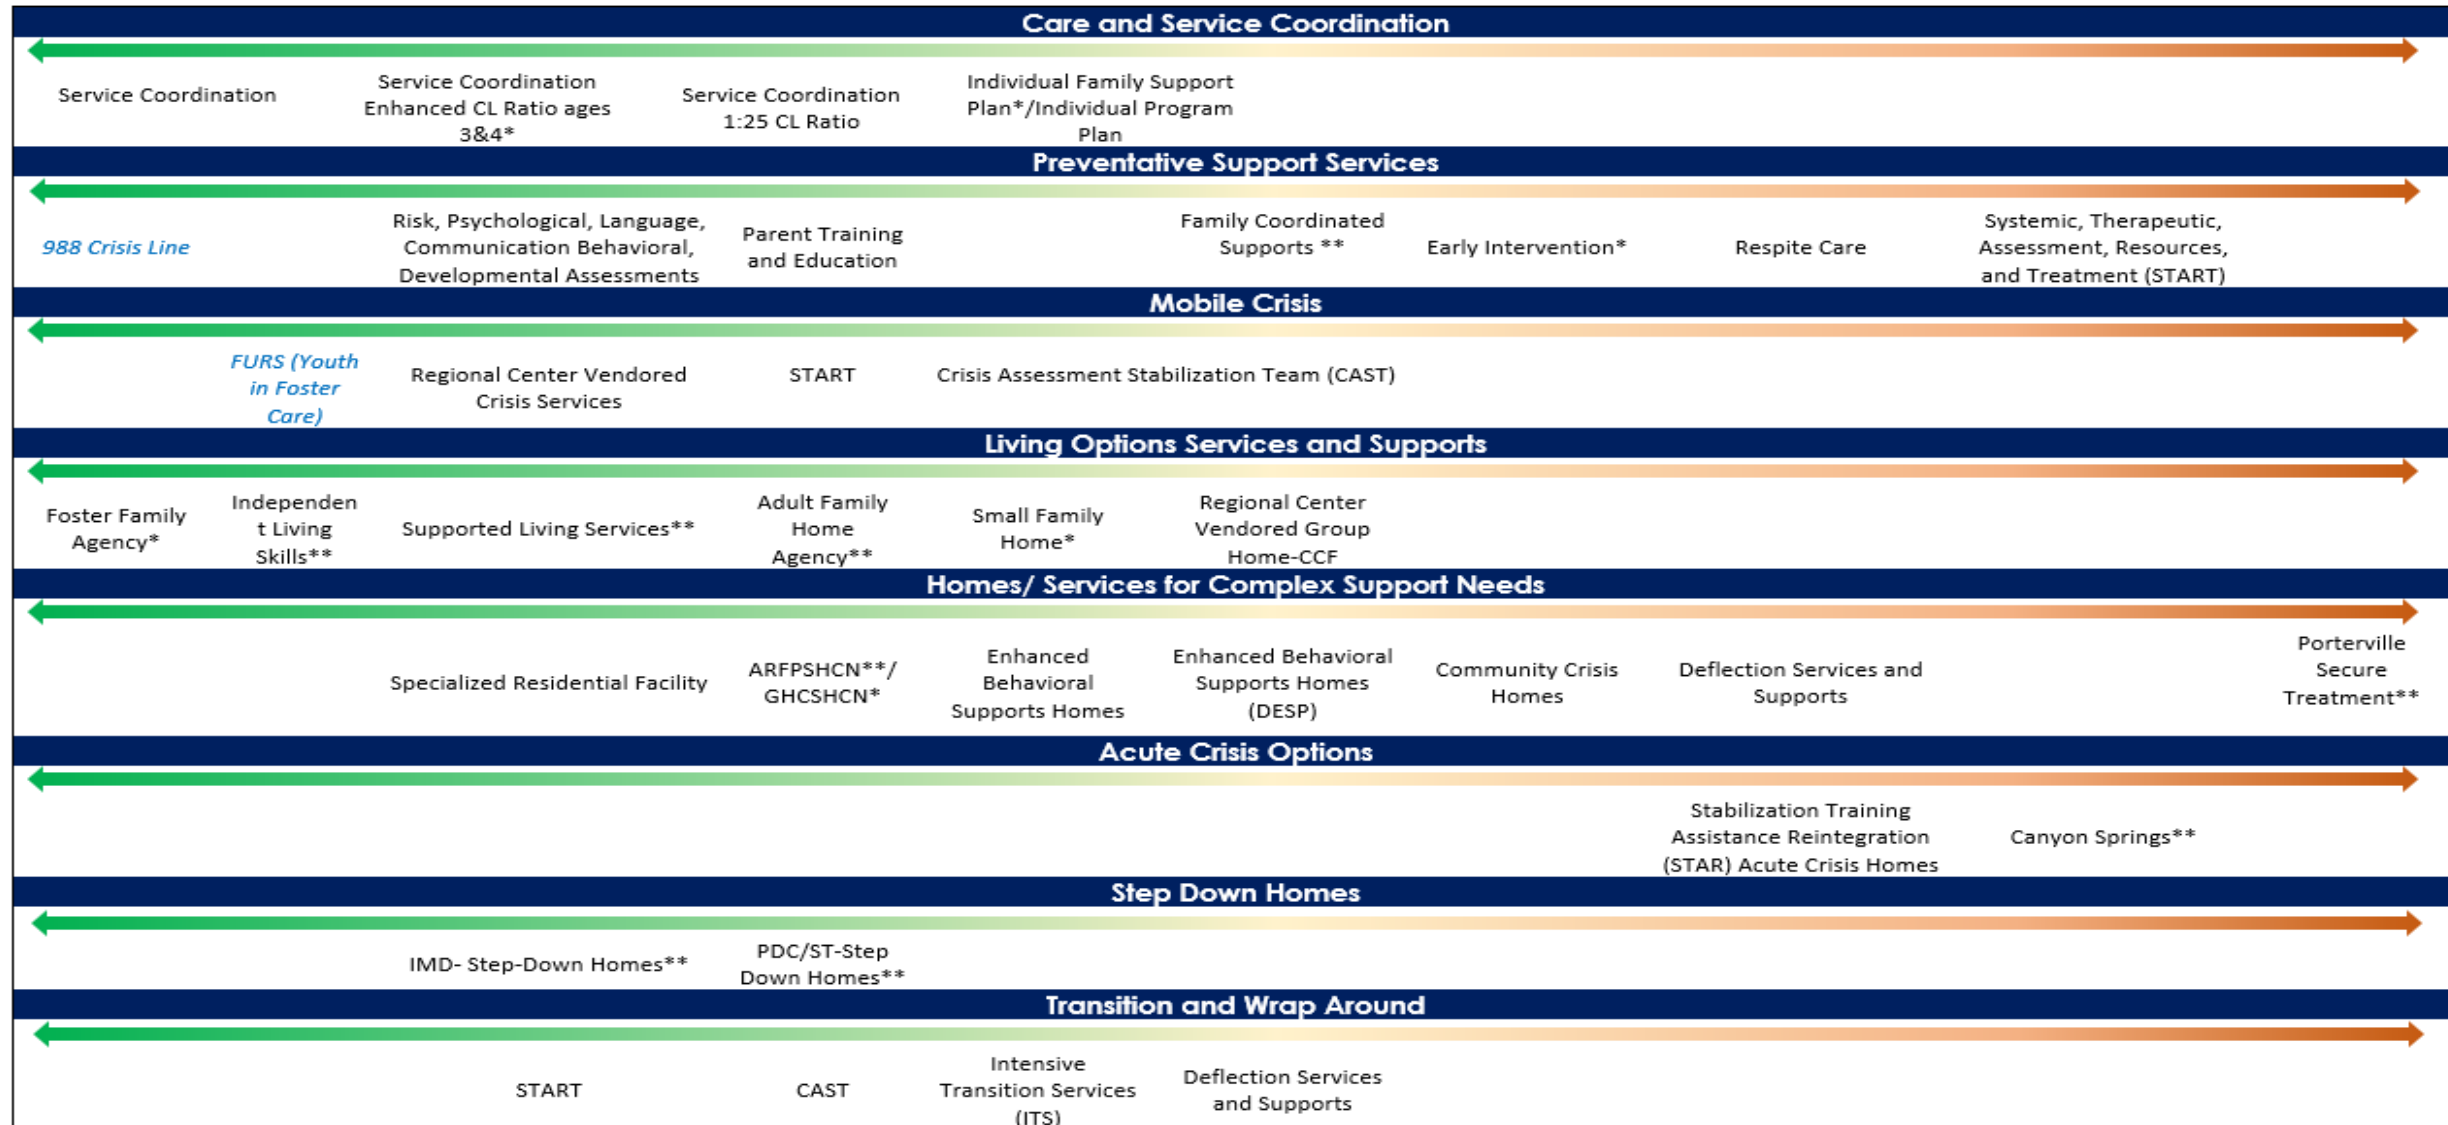 Care and Service Coordination
Service Coordination
Service Coordination
Enhanced CL Ratio ages
3&4*
Service Coordination
1:25 CL Ratio
Individual Family Support
Plan*/Individual Program
Plan
Preventative Support Services
988 Crisis Line
Risk, Psychological, Language,
Communication Behavioral,
Developmental Assessments
Parent Training
and Education
Family Coordinated
Supports **
Early Intervention*
Respite Care
Systemic, Therapeutic,
Assessment, Resources,
and Treatment (START)
Mobile Crisis
FURS (Youth
in Foster
Care)
Regional Center Vendored
Crisis Services
START
Crisis Assessment Stabilization Team (CAST)
Living Options Services and Supports
Foster Family
Agency*
Independen
t Living
Skills**
Supported Living Services**
Adult Family
Home
Agency**
Small Family
Home*
Regional Center
Vendored Group
Home-CCF
Homes/ Services for Complex Support Needs
Specialized Residential Facility
ARFPSHCN**/
GHCSHCN*
Enhanced
Behavioral
Supports Homes
Enhanced Behavioral
Supports Homes
(DESP)
Community Crisis
Homes
Deflection Services and
Supports
Porterville
Secure
Treatment**
Acute Crisis Options
Stabilization Training
Assistance Reintegration
(STAR) Acute Crisis Homes
Canyon Springs**
Step Down Homes
IMD- Step-Down Homes**
PDC/ST-Step
Down Homes**
Transition and Wrap Around
START
CAST
Intensive
Transition Services
(ITS)
Deflection Services
and Supports